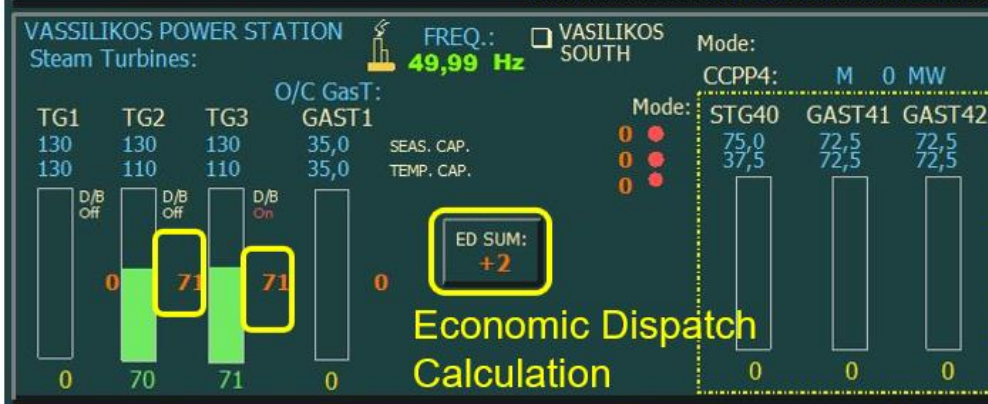 VASSILIKOS POWER STATION
FREQ.:
VASILIKOS SOUTH
Mode:
Steam Turbines:
49,99 Hz
CCPP4: M 0 MW
O/C GasT:
Mode:
TG1 TG2 TG3 GAST1
STG40 GAST41 GAST42
130 130 130 35,0 SEAS. CAP.
0
75,0 72,5 72,5
130 110 110 35,0 TEMP. CAP.
0
37,5 72,5 72,5
0
D/B Off
D/B Off
D/B On
ED SUM:
+2
0 71 71 0
Economic Dispatch
Calculation
0 70 71 0
0 0 0